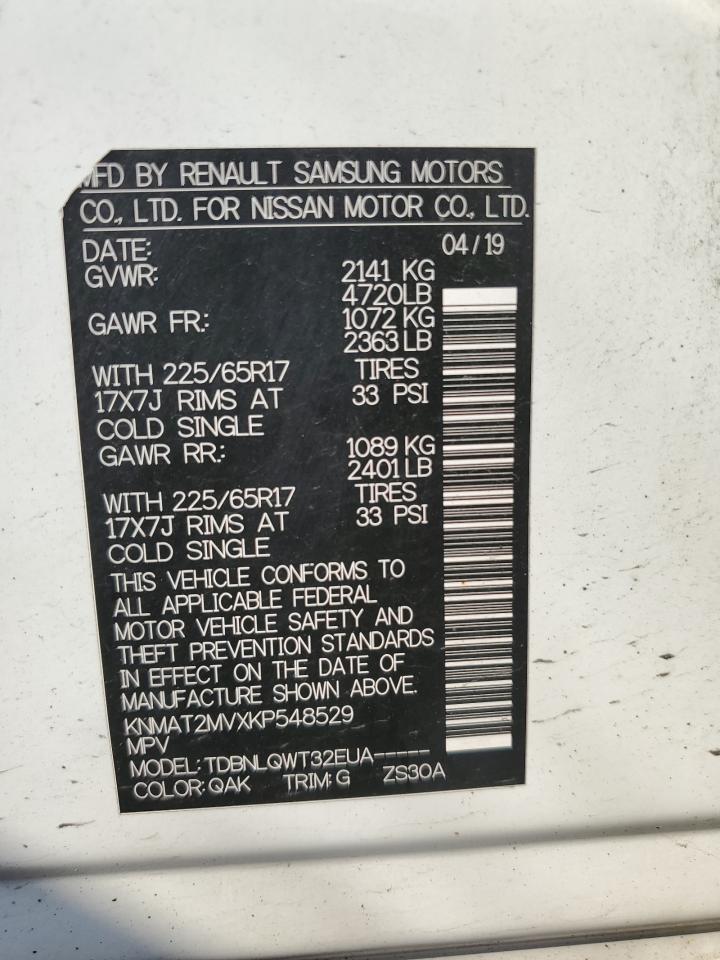 MFD BY RENAULT SAMSUNG MOTORS
CO., LTD. FOR NISSAN MOTOR CO., LTD.
DATE: 04/19
GVWR: 2141 KG
4720LB
GAWR FR.: 1072 KG
2363 LB
WITH 225/65R17 TIRES
17X7J RIMS AT 33 PSI
COLD SINGLE
GAWR RR.: 1089 KG
2401 LB
WITH 225/65R17 TIRES
17X7J RIMS AT 33 PSI
COLD SINGLE
THIS VEHICLE CONFORMS TO
ALL APPLICABLE FEDERAL
MOTOR VEHICLE SAFETY AND
THEFT PREVENTION STANDARDS
IN EFFECT ON THE DATE OF
MANUFACTURE SHOWN ABOVE.
KNMAT2MVXKP548529
MPV
MODEL: TDBNLQWT32EUA-----
COLOR: QAK TRIM: G ZS30A